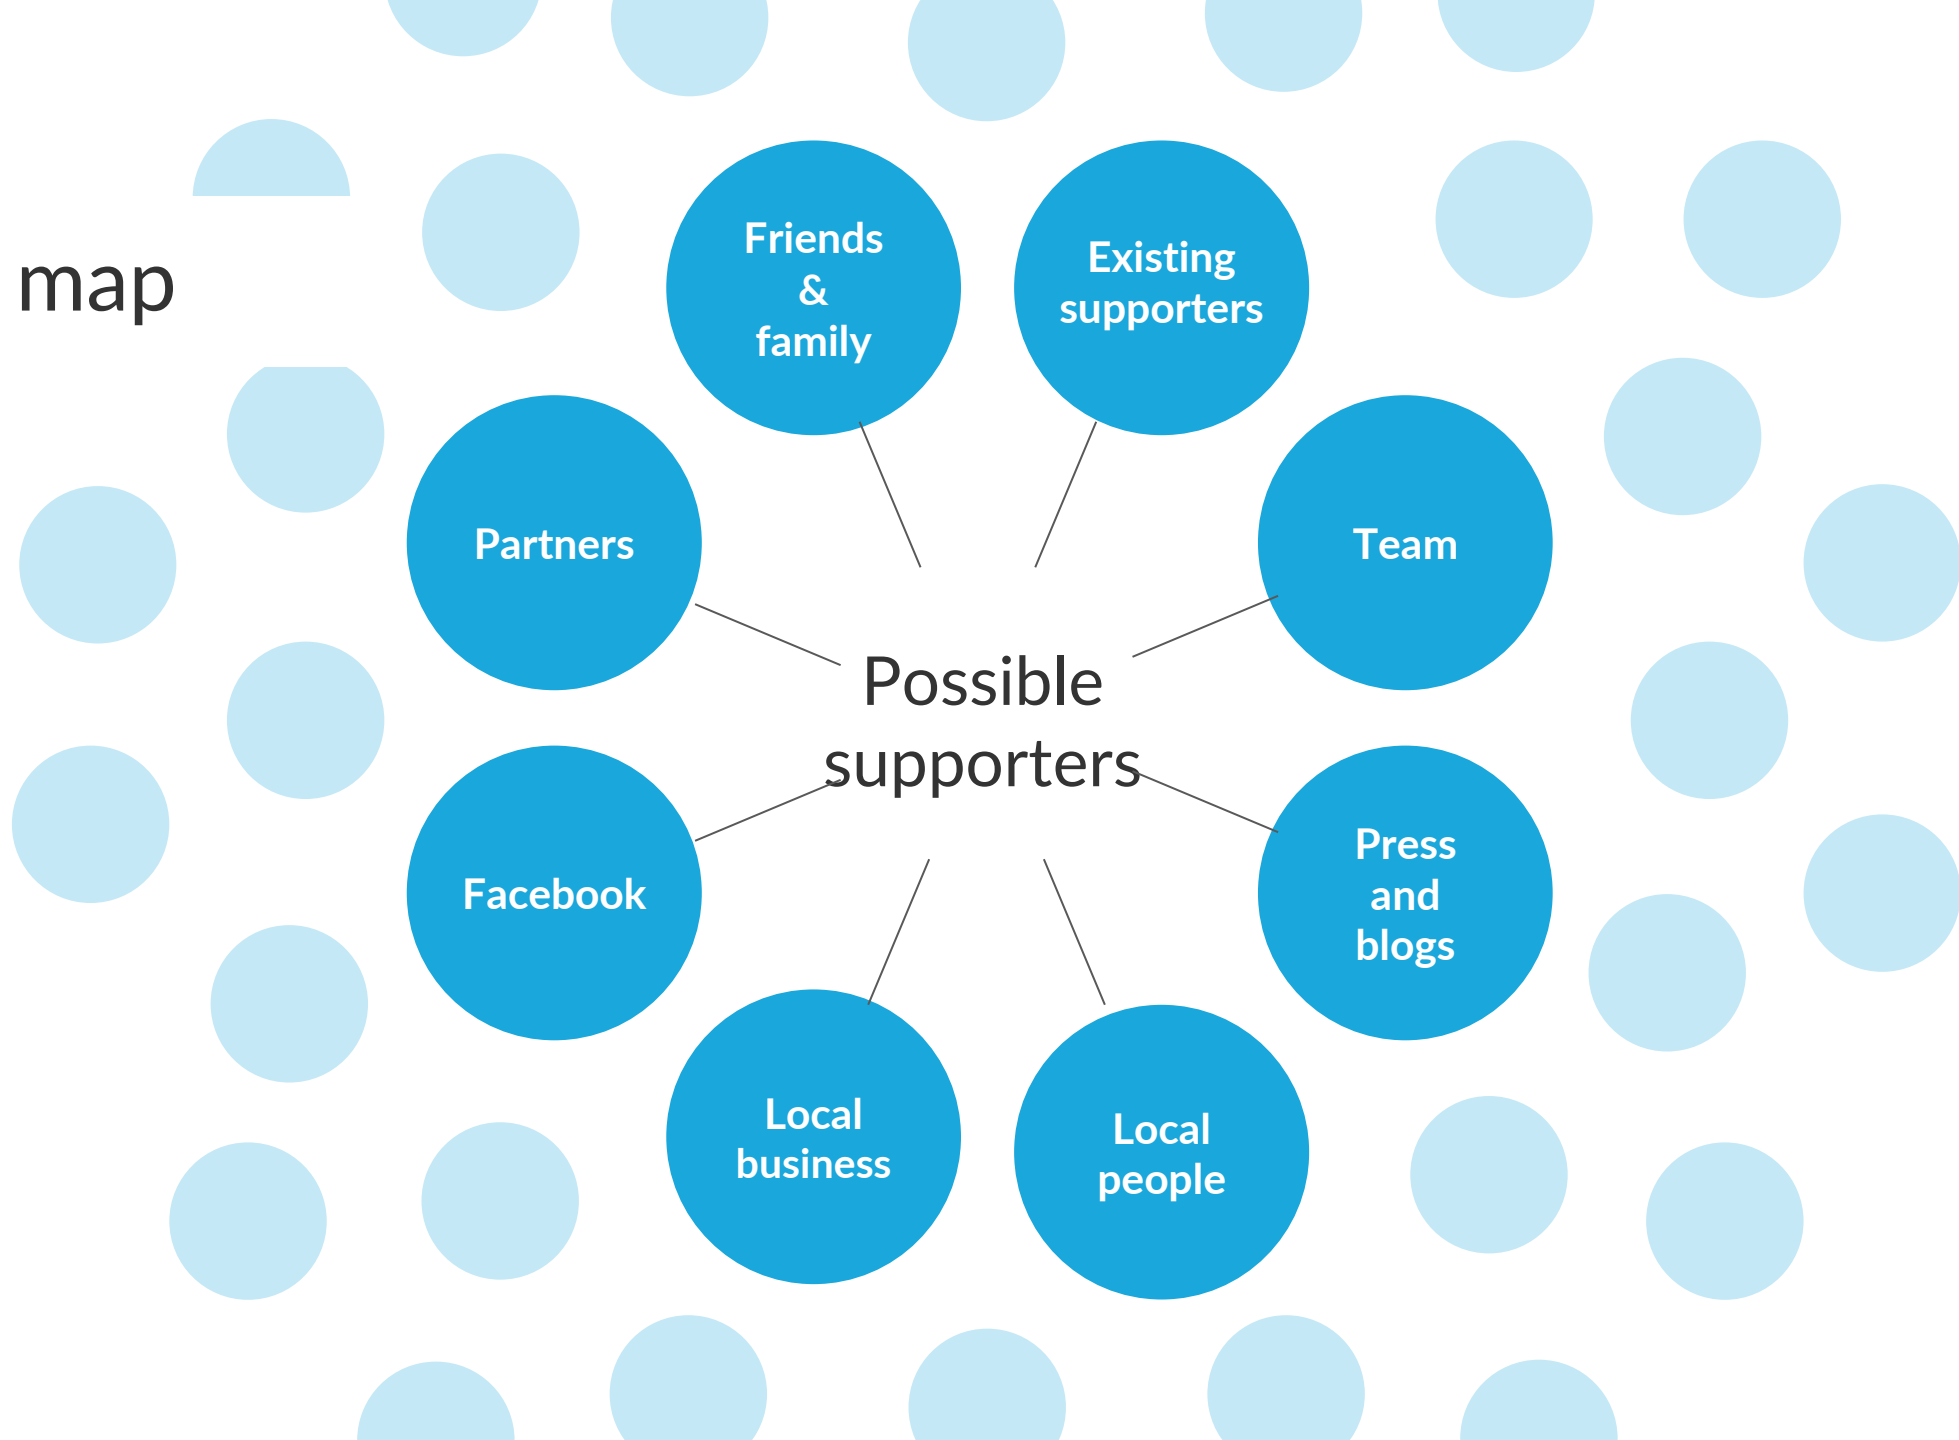 map
Friends
&
family
Existing
supporters
Partners
Team
Possible
supporters
Facebook
Press
and
blogs
Local
business
Local
people